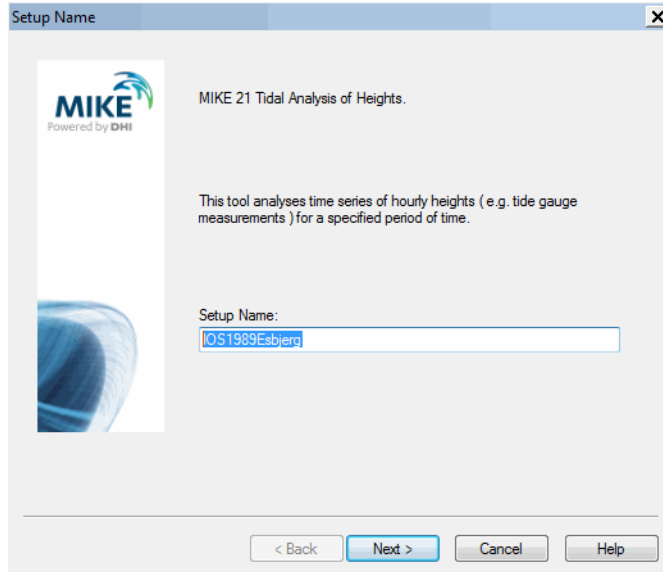 Setup Name
MIKE
Powered by DHI
MIKE 21 Tidal Analysis of Heights.
This tool analyses time series of hourly heights ( e.g. tide gauge
measurements ) for a specified period of time.
Setup Name:
IOS1989Esbjerg
< Back
Next >
Cancel
Help